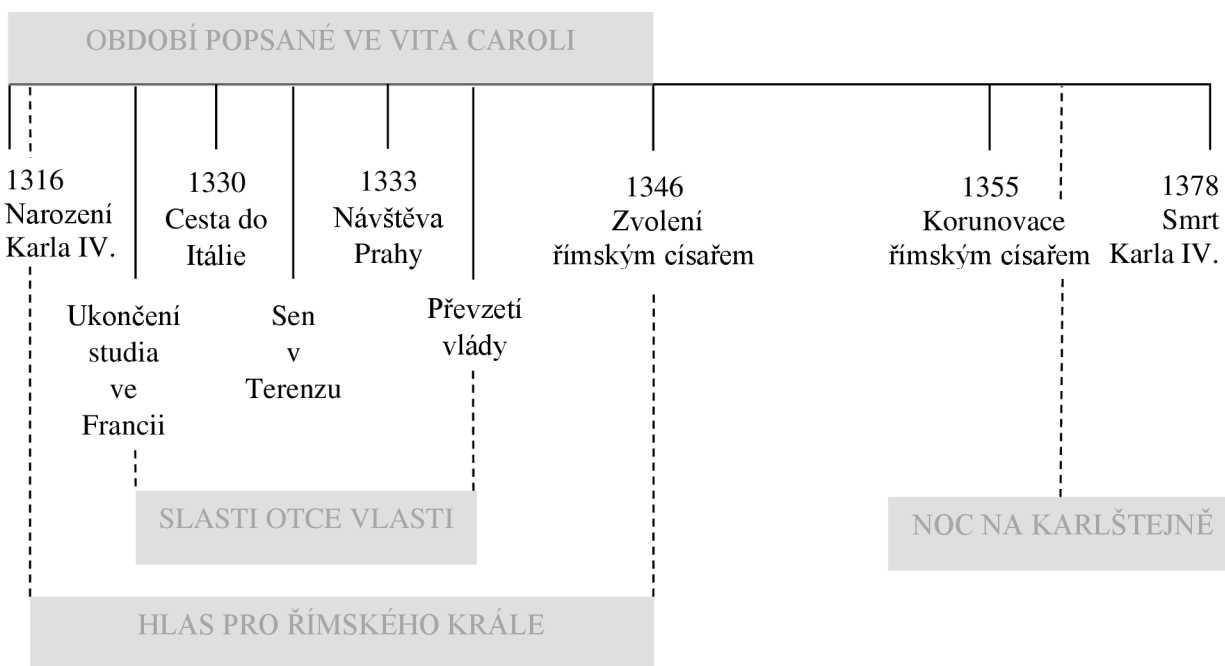 OBDOBÍ POPSANÉ VE VITA CAROLI
1316
Narození
Karla IV.
1330
Cesta do
Itálie
1333
Návštěva
Prahy
1346
Zvolení
římským císařem
1355
Korunovace
římským císařem
1378
Smrt
Karla IV.
Ukončení
studia
ve
Francii
Sen
v
Terenzu
Převzetí
vlády
SLASTI OTCE VLASTI
NOC NA KARLŠTEJNĚ
HLAS PRO ŘÍMSKÉHO KRÁLE